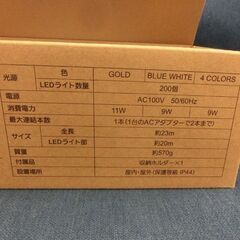 光源 色 GOLD BLUE WHITE 4 COLORS
LEDライト数量 200個
電源 AC100V 50/60Hz
消費電力 11W 9W 9W
最大連結本数 1本(1台のACアダプターで2本まで)
サイズ 全長 約23m
LEDライト部 約20m
質量 約570g
付属品 収納ホルダー×1
設置場所 屋内・屋外(保護等級 IP44)